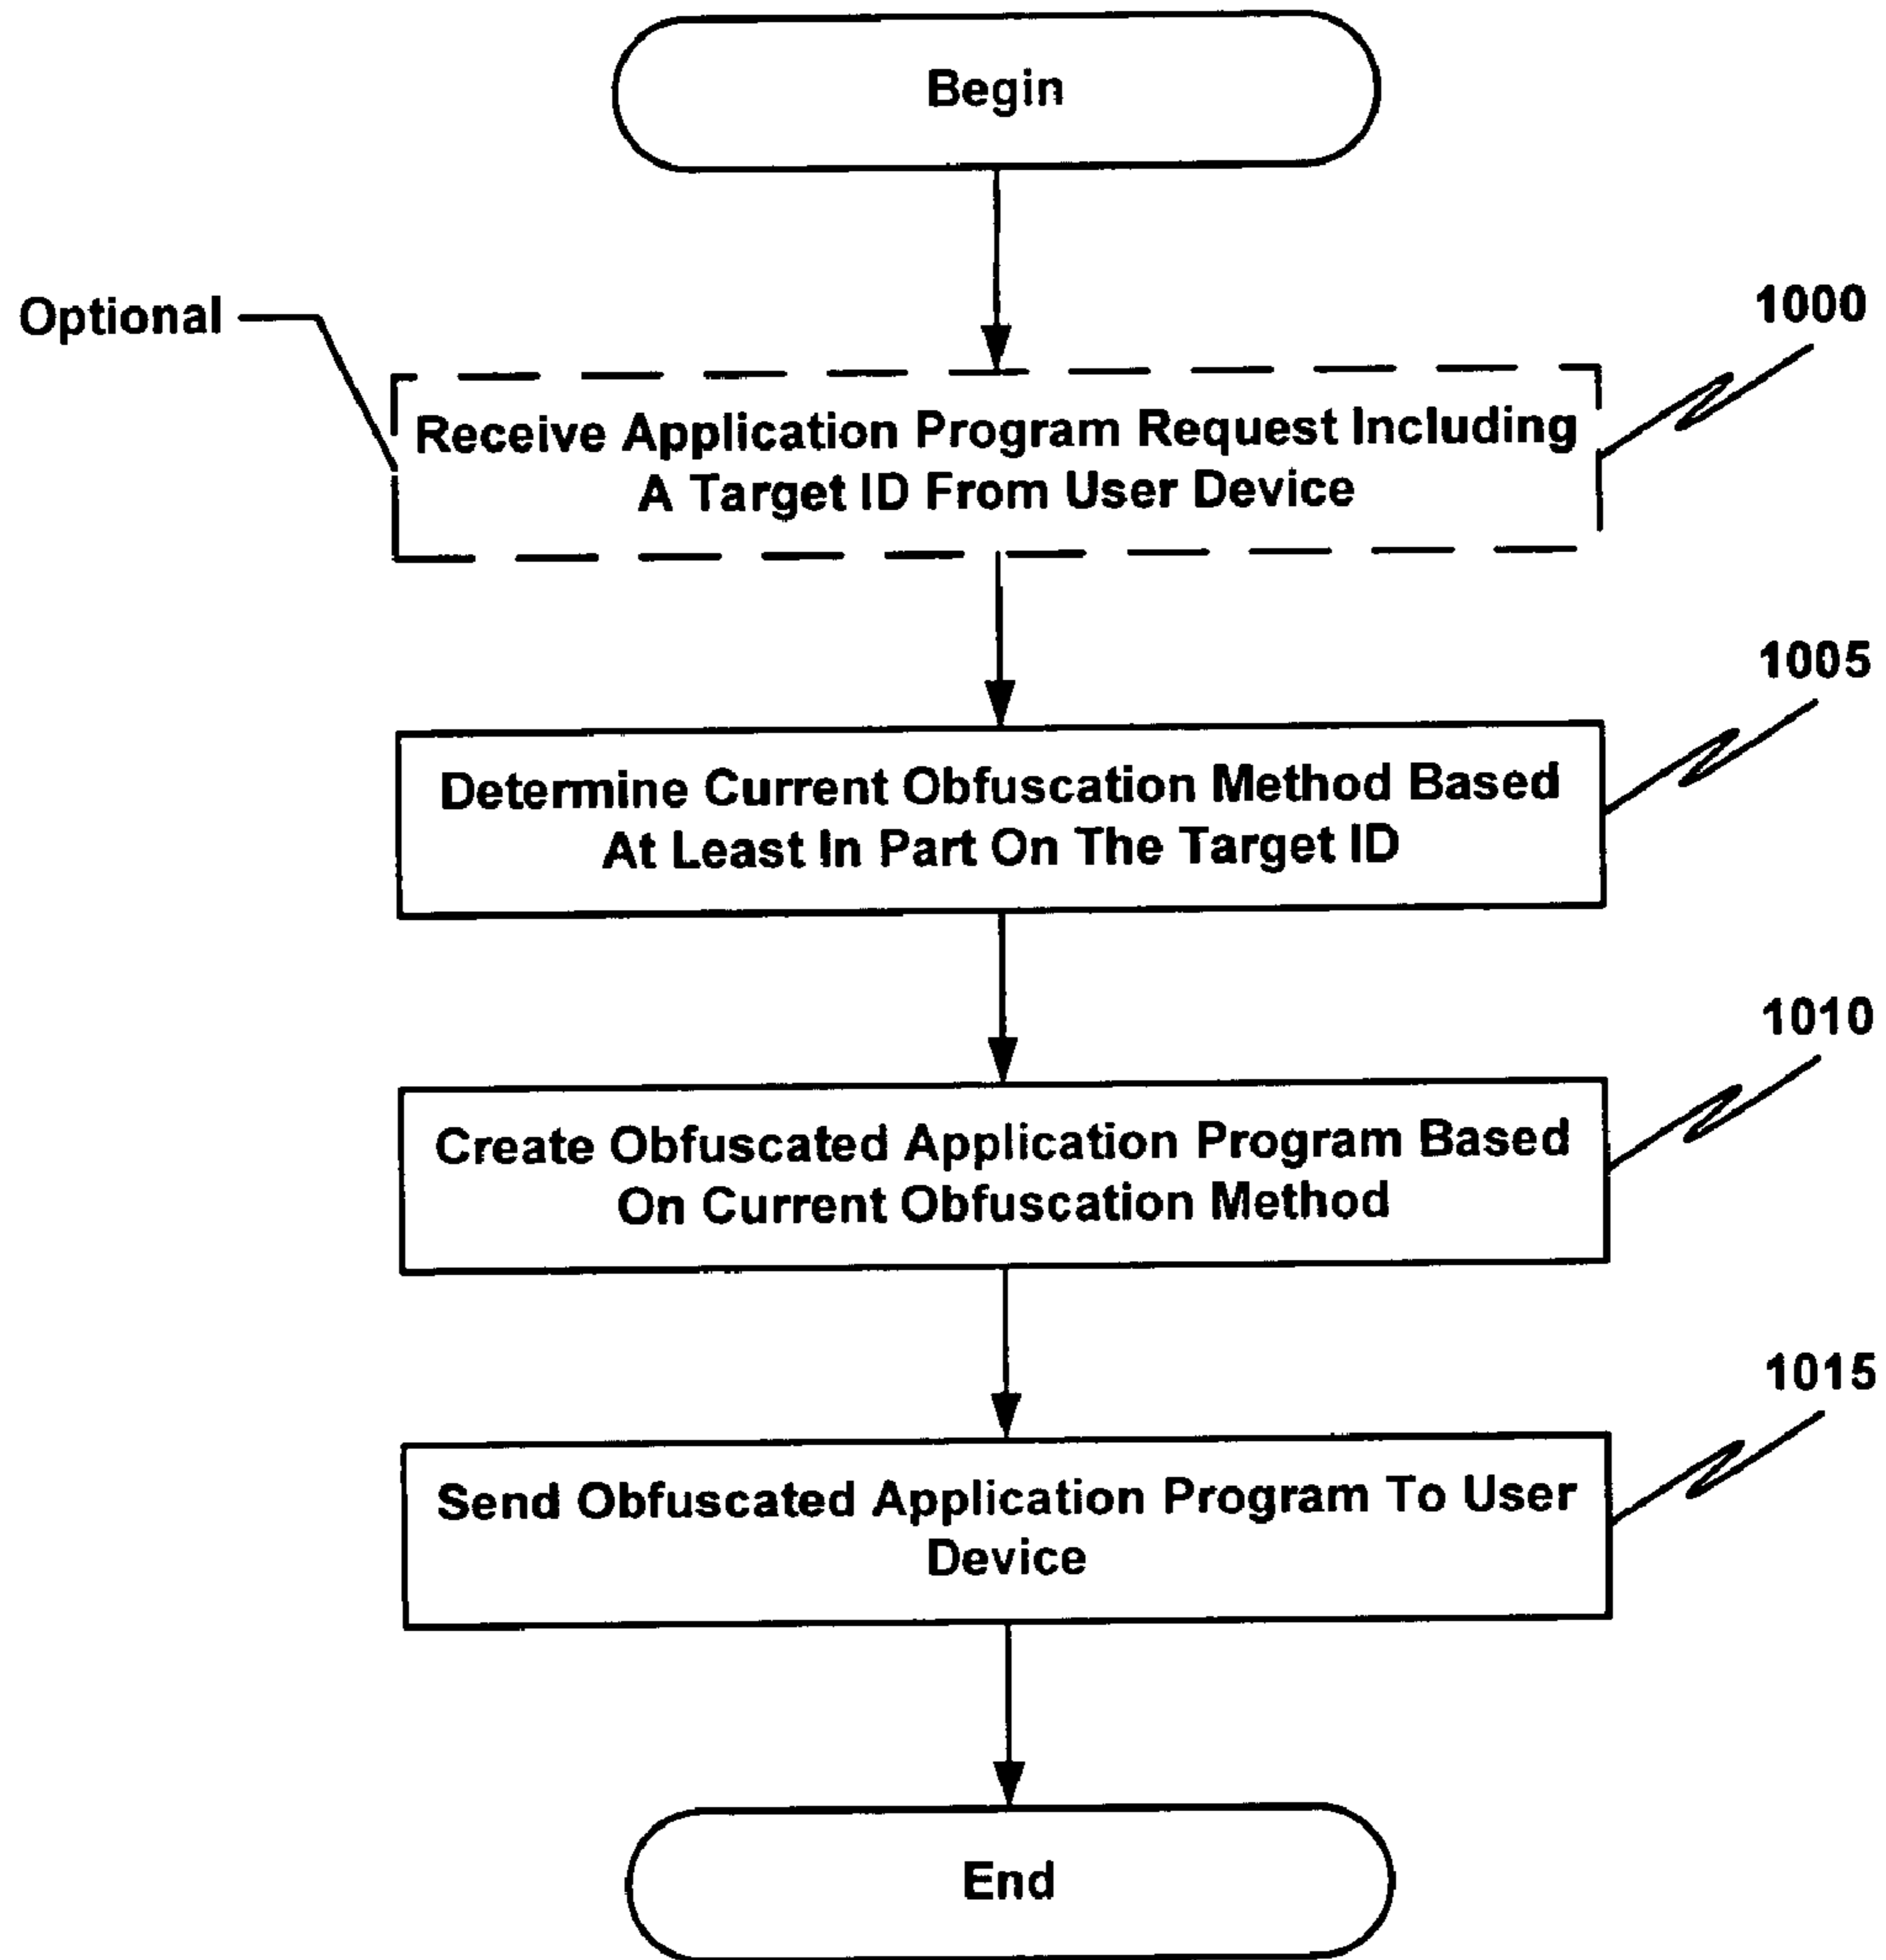 Begin
Optional
1000
Receive Application Program Request Including
A Target ID From User Device
1005
Determine Current Obfuscation Method Based
At Least In Part On The Target ID
1010
Create Obfuscated Application Program Based
On Current Obfuscation Method
1015
Send Obfuscated Application Program To User
Device
End